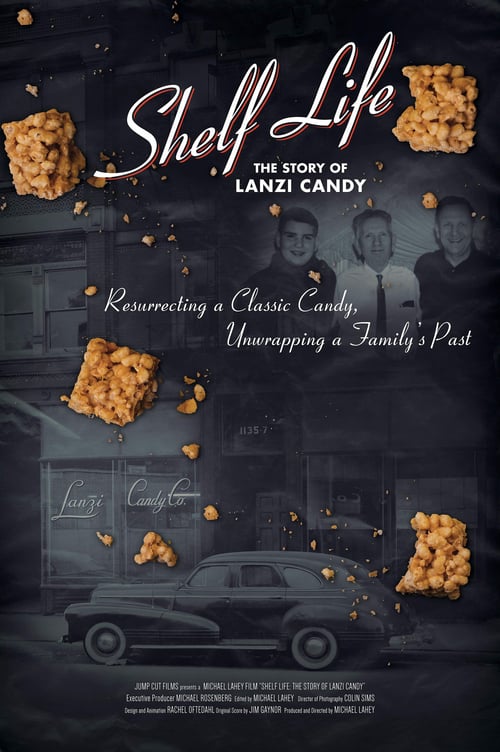 Shelf Life
THE STORY OF
LANZI CANDY
Resurrecting a Classic Candy,
Unwrapping a Family's Past
1135-7
Lanzi Candy Co.
JUMP CUT FILMS presents a MICHAEL LAHEY FILM "SHELF LIFE: THE STORY OF LANZI CANDY"
Executive Producer MICHAEL ROSENBERG Edited by MICHAEL LAHEY Director of Photography COLIN SIMS
Design and Animation RACHEL OFTEDAHL Original Score by JIM GAYNOR Produced and Directed by MICHAEL LAHEY